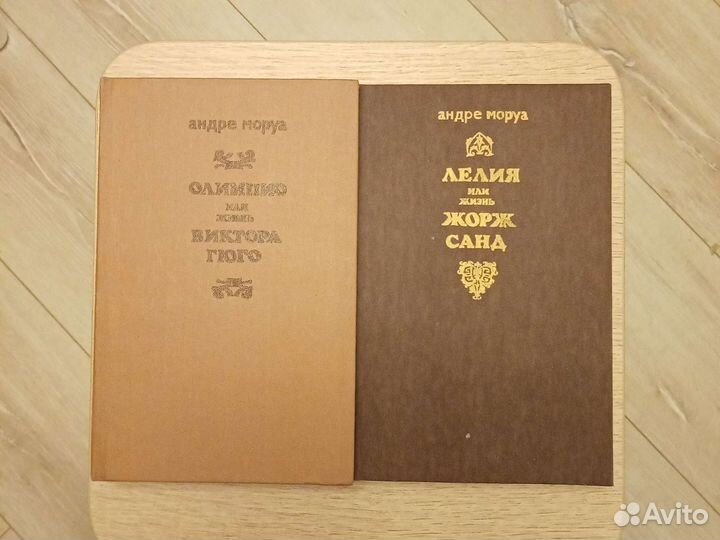 андре моруа
ОЛИМПИО
или
жизнь
ВИКТОРА
ГЮГО
андре моруа
ЛЕЛИЯ
или
жизнь
ЖОРЖ
САНД
Avito